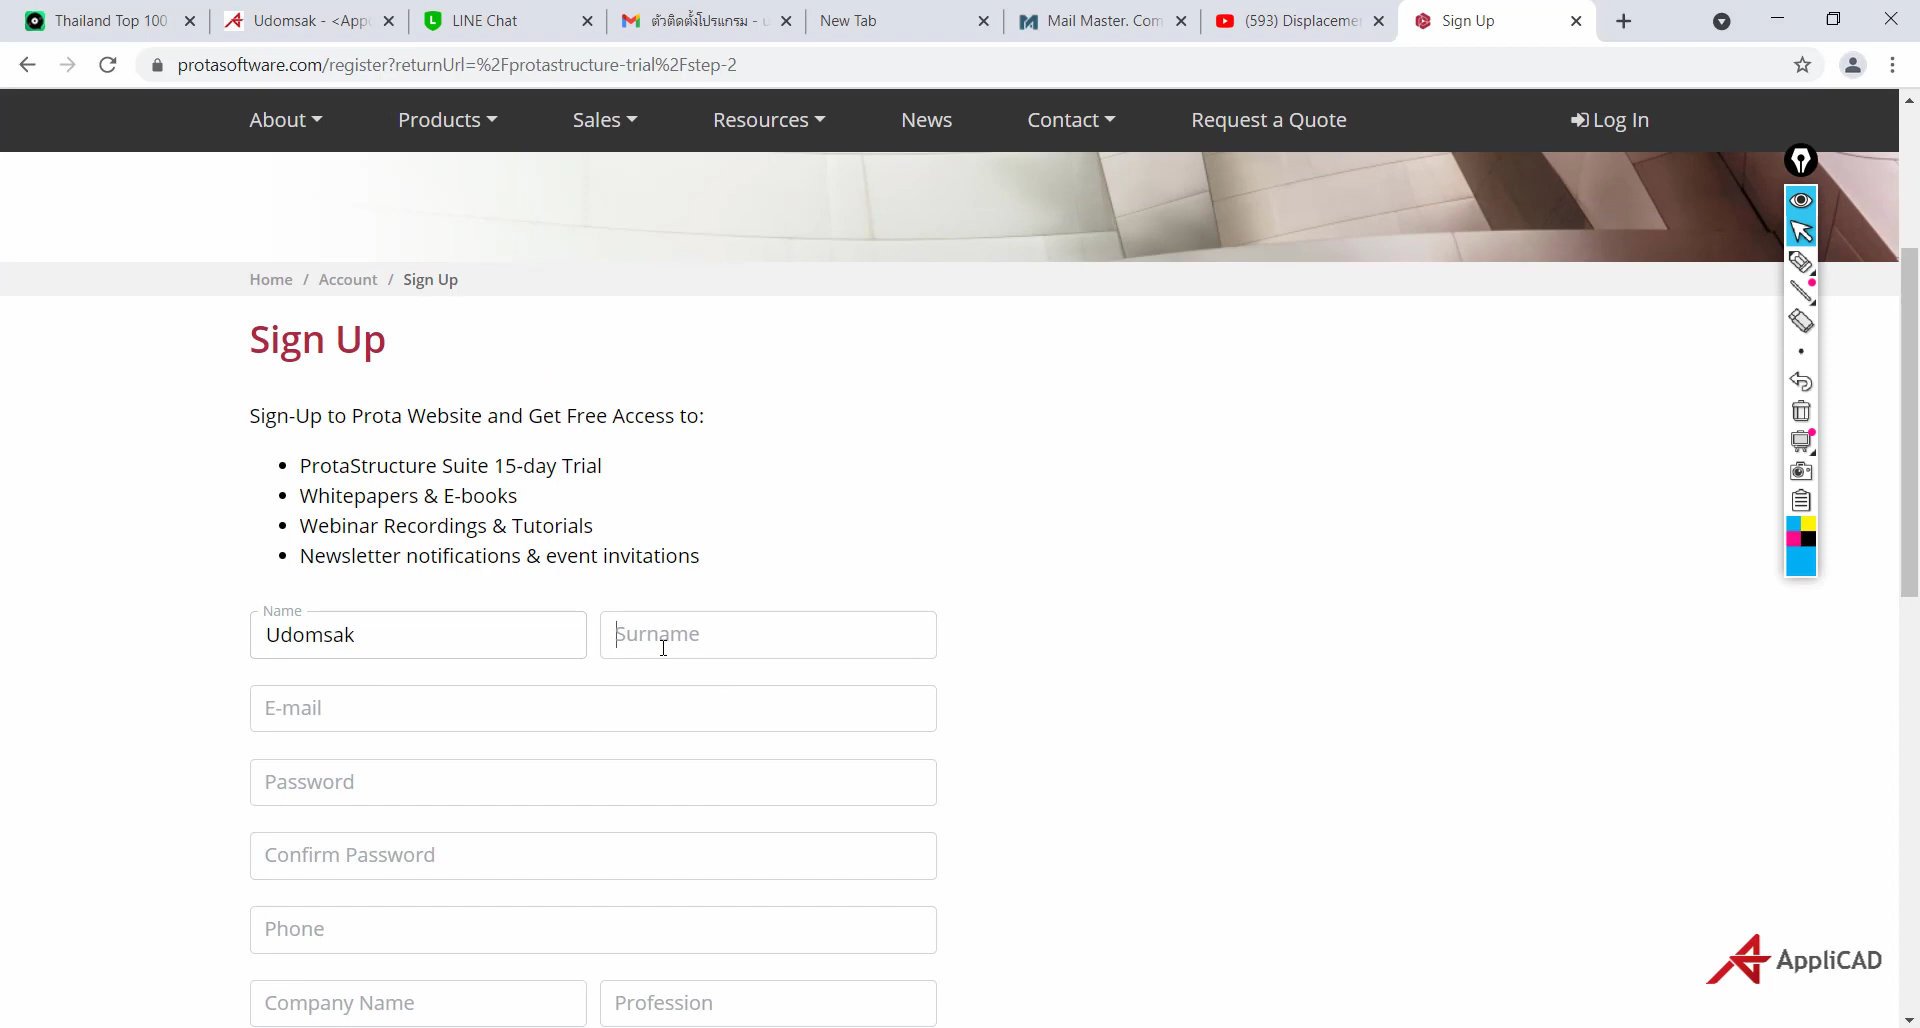 Thailand Top 100
Udomsak - <App
LINE Chat
ตัวติดตั้งโปรแกรม - u
New Tab
Mail Master. Com
(593) Displacemer
Sign Up
protasoftware.com/register?returnUrl=%2Fprotastructure-trial%2Fstep-2
About
Products
Sales
Resources
News
Contact
Request a Quote
Log In
Home / Account / Sign Up
Sign Up
Sign-Up to Prota Website and Get Free Access to:
ProtaStructure Suite 15-day Trial
Whitepapers & E-books
Webinar Recordings & Tutorials
Newsletter notifications & event invitations
Name
Udomsak
Surname
E-mail
Password
Confirm Password
Phone
AppliCAD
Company Name
Profession